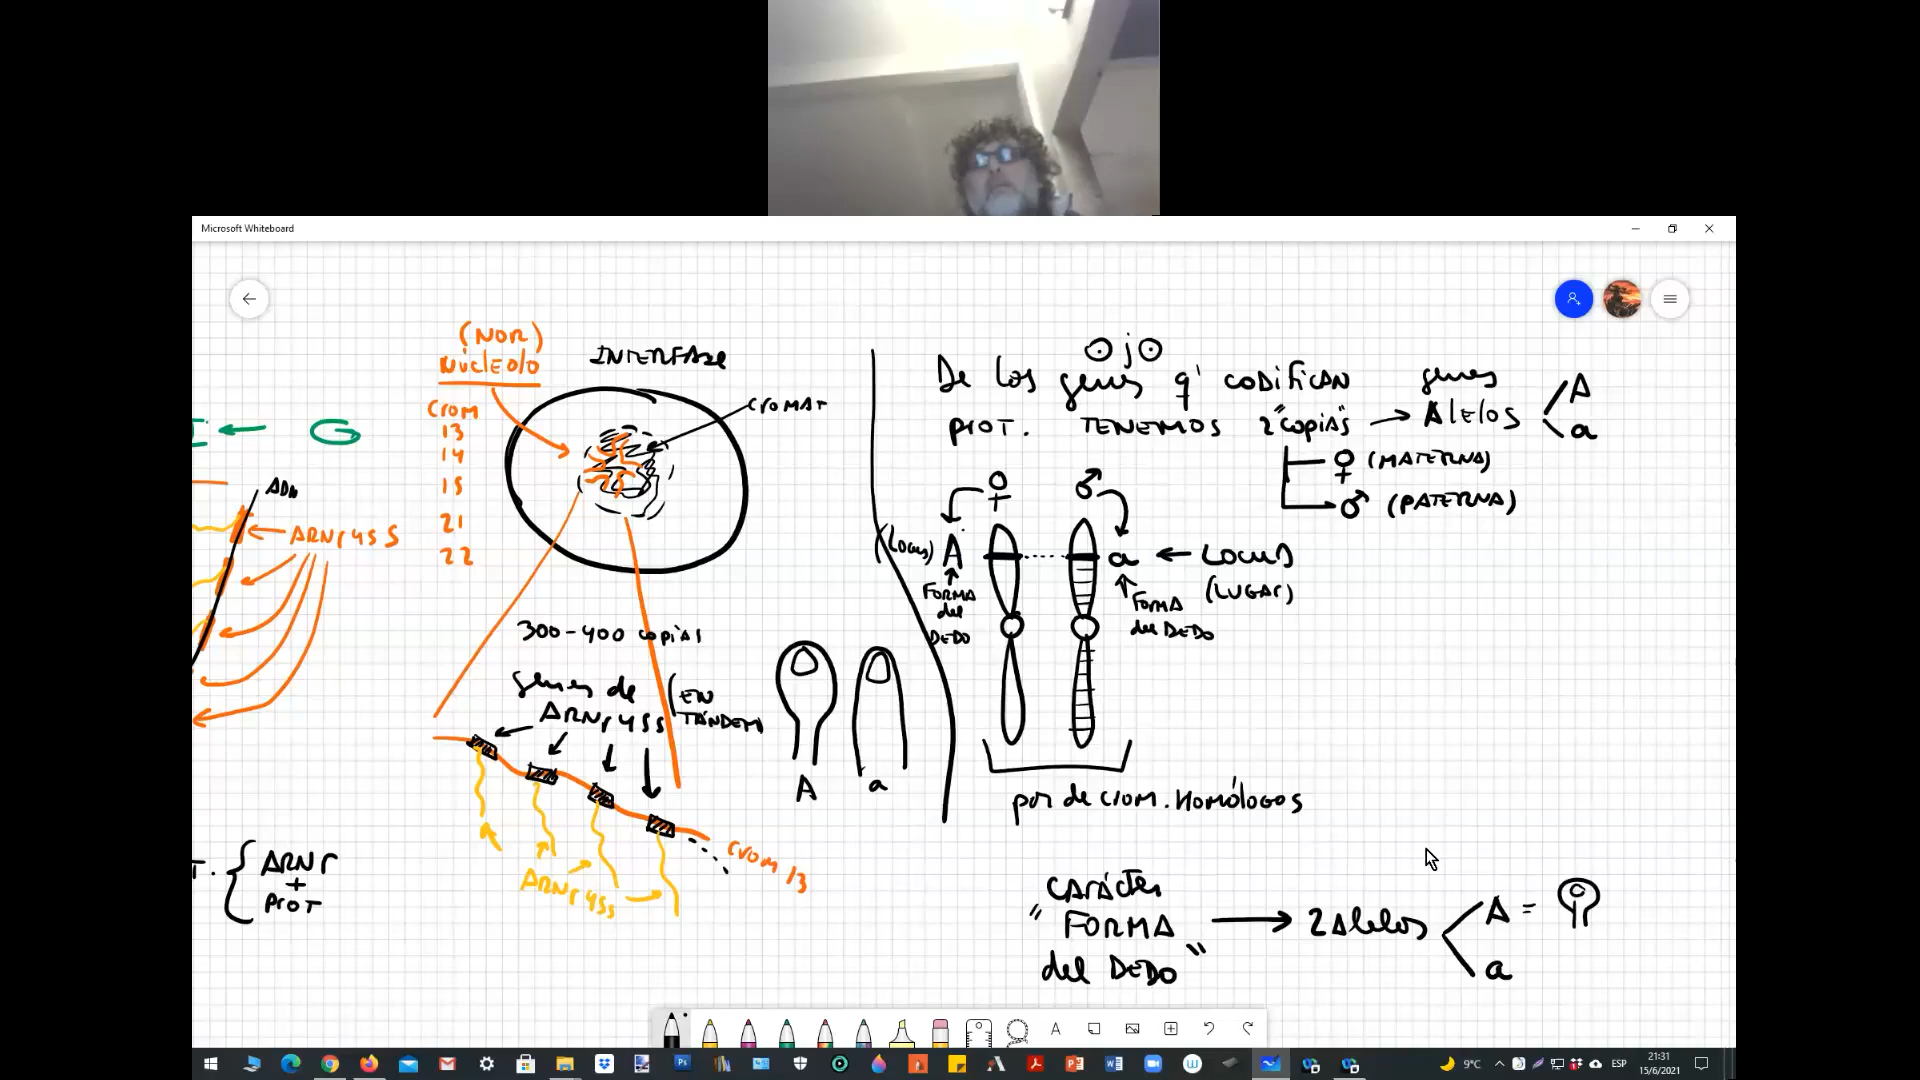 Microsoft Whiteboard
(NOR)
NÚCLEOLO
INTERFASE
CROMAT
Crom
13
14
15
21
22
G
ADN
ARNr 45 S
300-400 copias
genes de
ARNr 45S
(EN
TÁNDEM
A
a
Crom 13
ARNr 45s
ARNr
+
PROT
OjO
De los genes q' codifican
PROT. TENEMOS 2 "copias" → genes
Alelos
A
a
♀ (MATERNA)
♂ (PATERNA)
♀
♂
(Locus) A
a ← LOCUS
(LUGAR)
FORMA
del
DEDO
FORMA
del DEDO
par de crom. Homólogos
carácter
"FORMA
del DEDO"
→ 2 Alelos
A =
a
9°C
ESP
21:31
15/6/2021